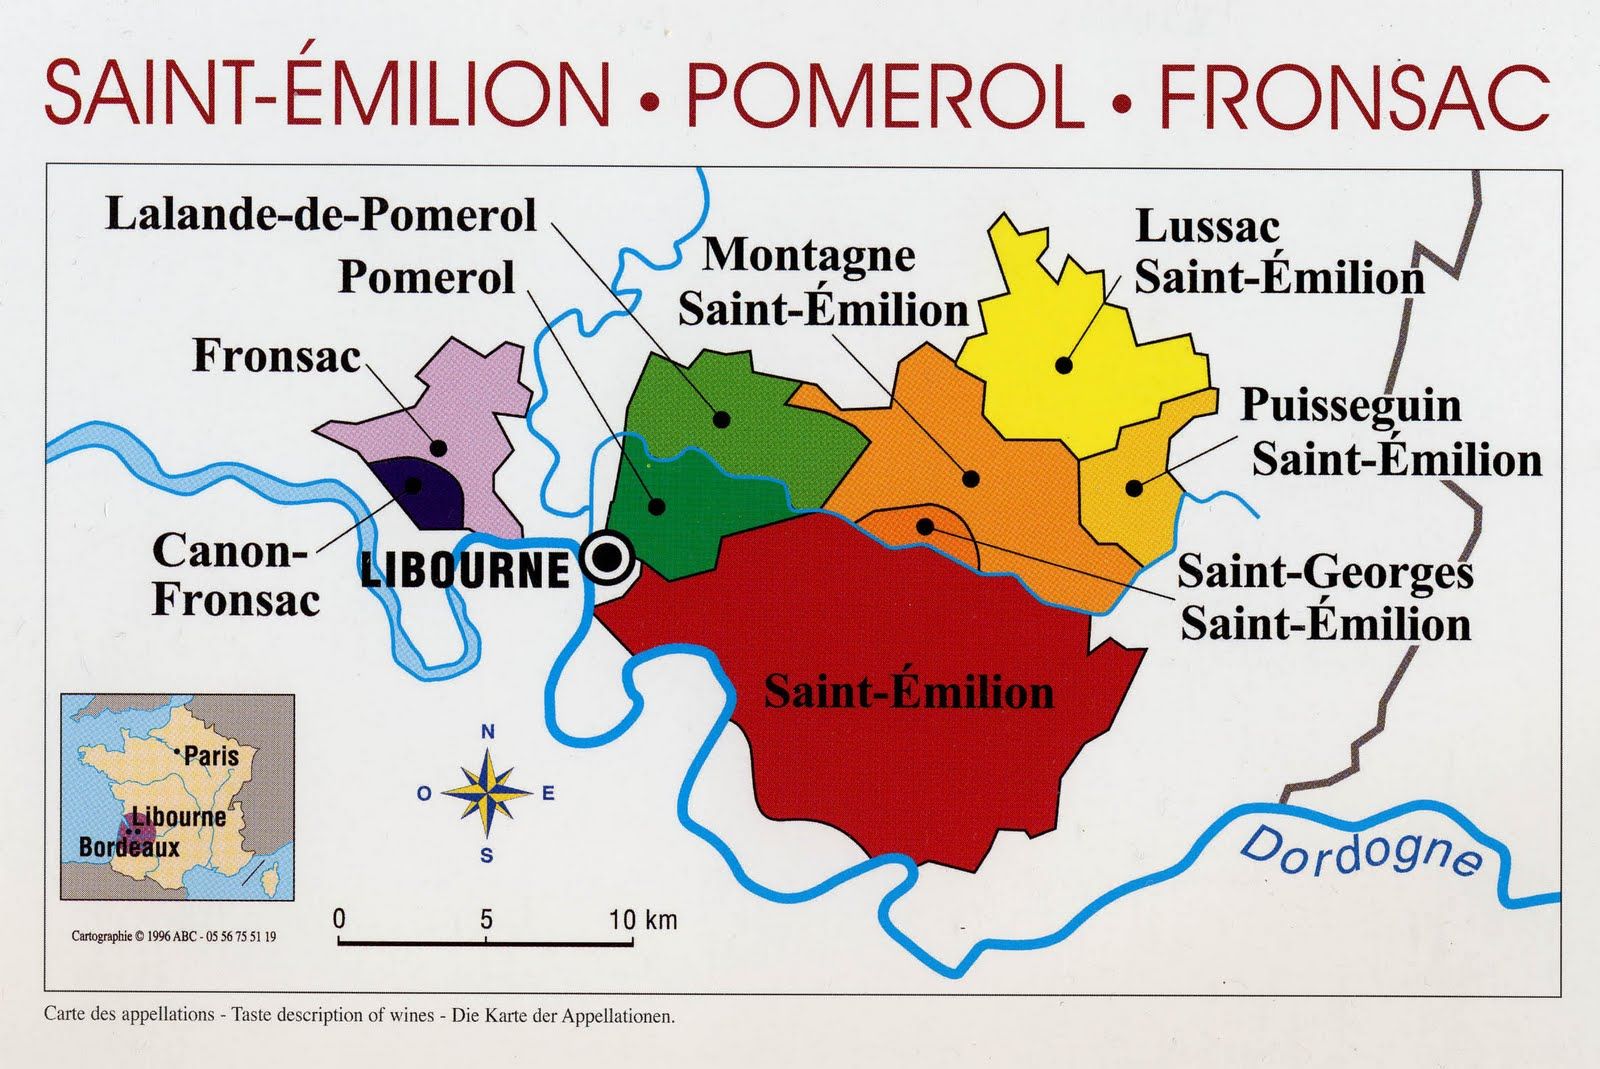 SAINT-ÉMILION • POMEROL • FRONSAC
Lalande-de-Pomerol
Pomerol
Fronsac
Canon-
Fronsac
LIBOURNE
Montagne
Saint-Émilion
Lussac
Saint-Émilion
Puisseguin
Saint-Émilion
Saint-Georges
Saint-Émilion
Saint-Émilion
Dordogne
Paris
Libourne
Bordeaux
N
O
E
S
0 5 10 km
Cartographie © 1996 ABC - 05 56 75 51 19
Carte des appellations - Taste description of wines - Die Karte der Appellationen.